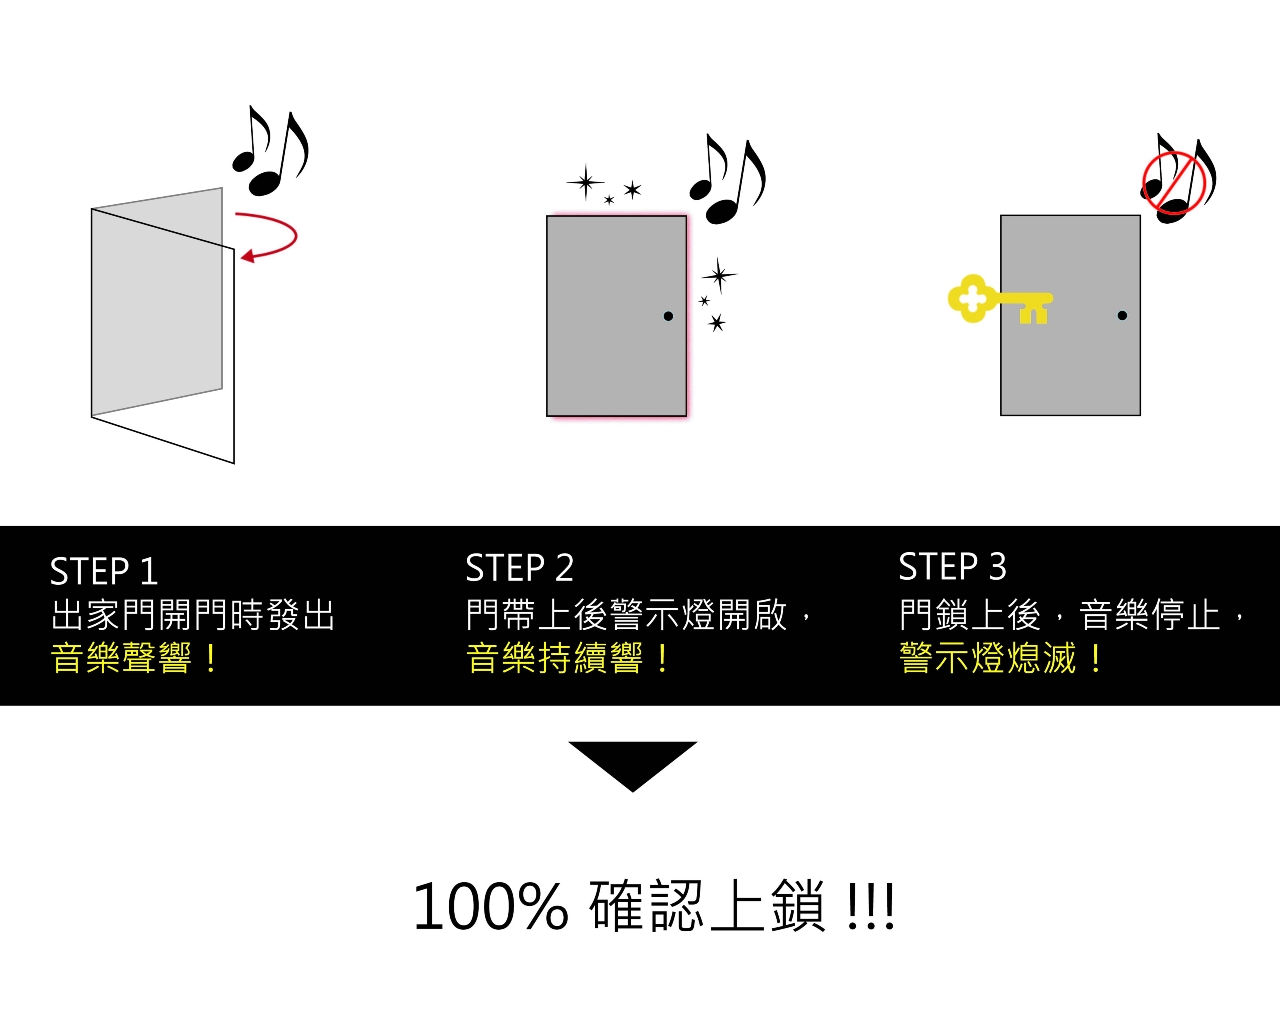 STEP 1
出家門開門時發出
音樂聲響！
STEP 2
門帶上後警示燈開啟，
音樂持續響！
STEP 3
門鎖上後，音樂停止，
警示燈熄滅！
100% 確認上鎖 !!!